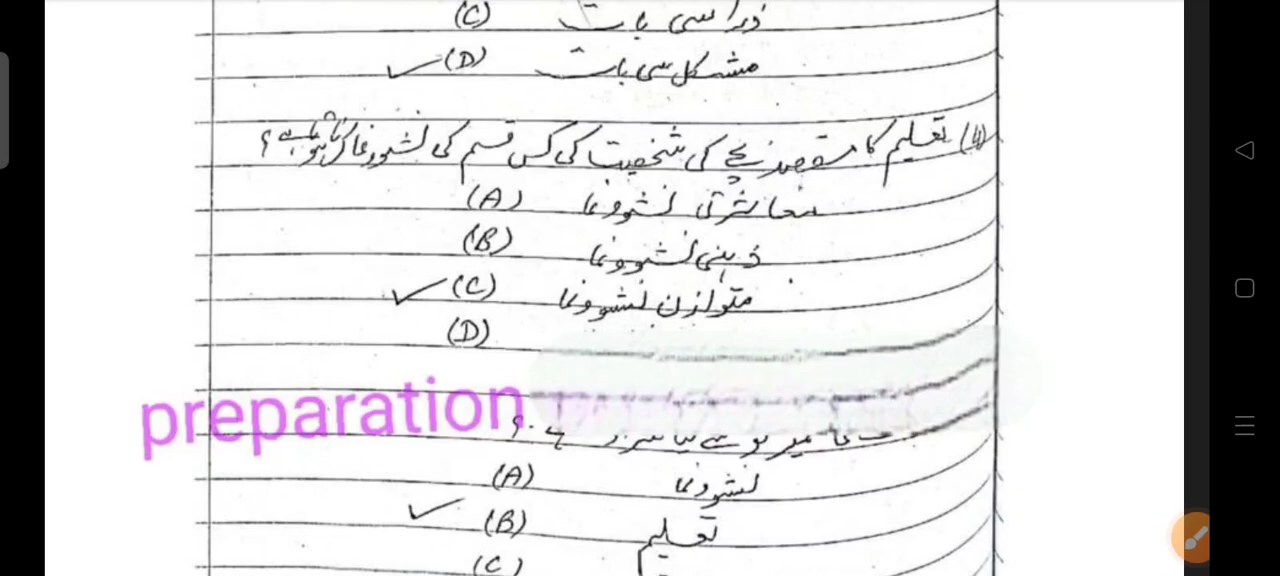 ذرا سی بات (C)
مشکل سی بات (D)
(4) تعلیم کا مقصد بچے کی شخصیت کی کس قسم کی نشوونما کرنا ہوتا ہے؟
معاشرتی نشوونما (A)
ذہنی نشوونما (B)
متوازن نشوونما (C)
(D)
preparation
نشوونما (A)
تعلیم (B)
(C)